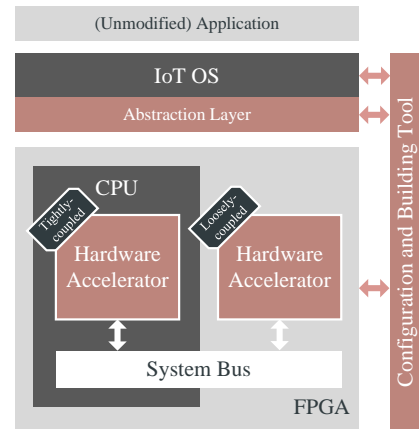 (Unmodified) Application
IoT OS
Abstraction Layer
CPU
Tightly-
coupled
Hardware
Accelerator
Loosely-
coupled
Hardware
Accelerator
System Bus
FPGA
Configuration and Building Tool